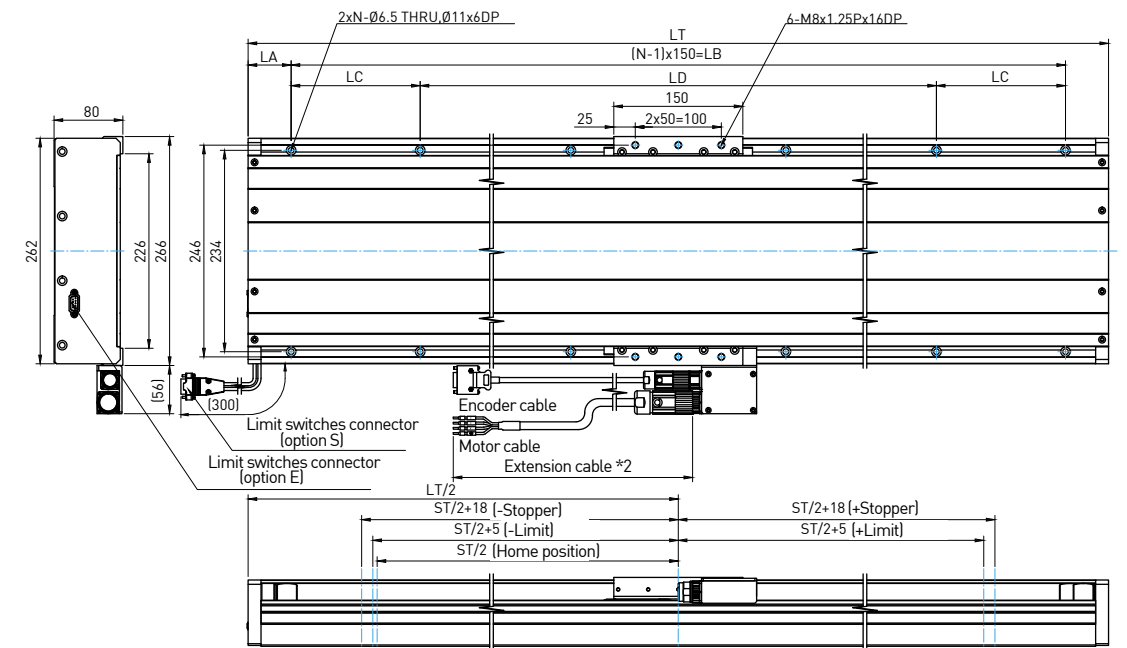 2xN-Ø6.5 THRU,Ø11x6DP
6-M8x1.25Px16DP
LT
LA
(N-1)x150=LB
LC
LD
LC
150
80
25
2x50=100
262
226
266
246
234
(56)
(300)
Encoder cable
Limit switches connector
(option S)
Motor cable
Limit switches connector
(option E)
Extension cable *2
LT/2
ST/2+18 (-Stopper)
ST/2+18 (+Stopper)
ST/2+5 (-Limit)
ST/2+5 (+Limit)
ST/2 (Home position)